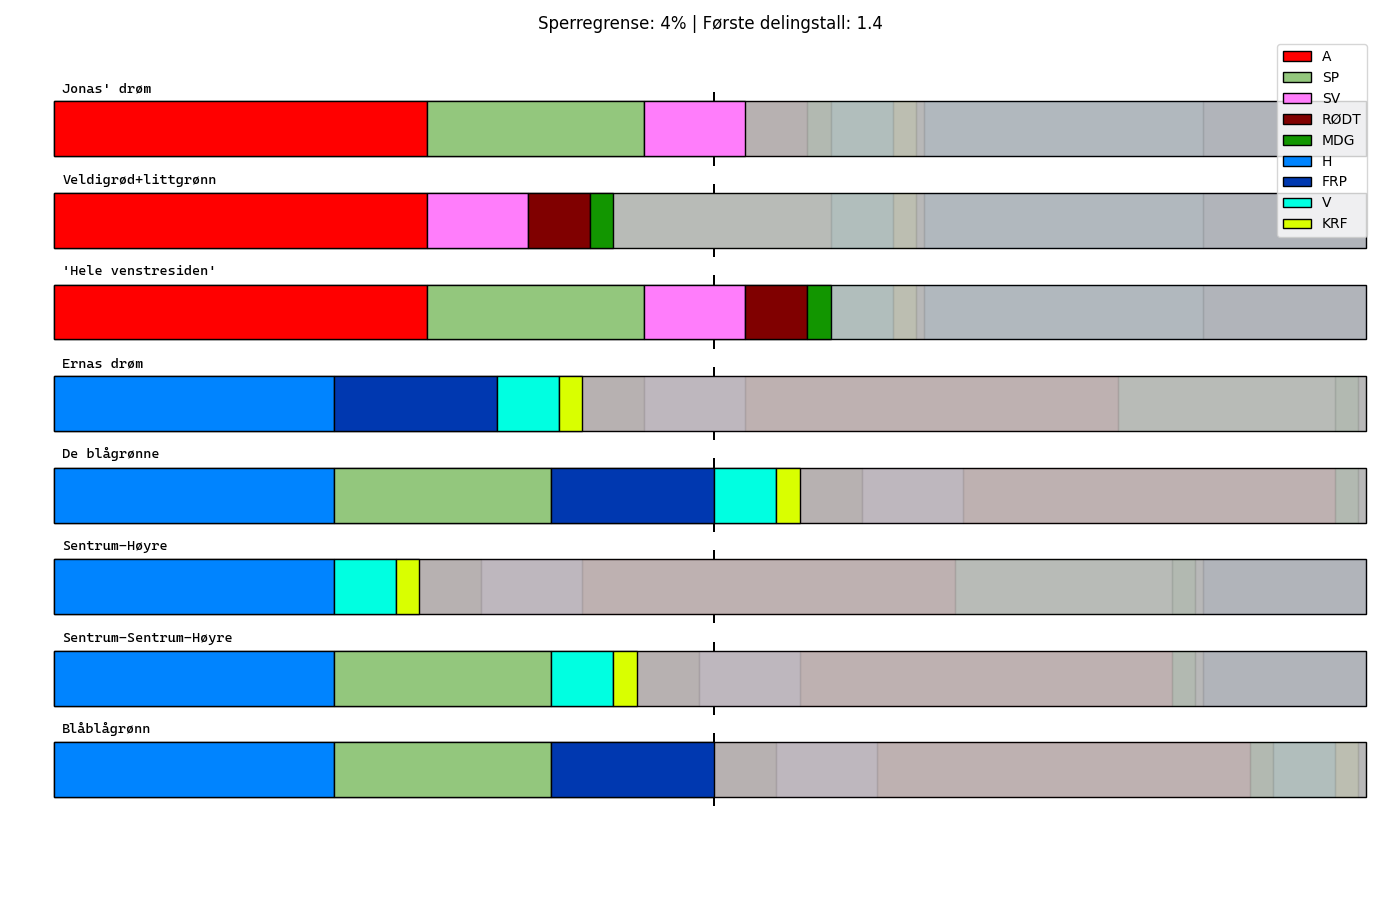 Sperregrense: 4% | Første delingstall: 1.4
A
SP
SV
RØDT
MDG
H
FRP
V
KRF
Jonas' drøm
Veldigrød+littgrønn
'Hele venstresiden'
Ernas drøm
De blågrønne
Sentrum-Høyre
Sentrum-Sentrum-Høyre
Blåblågrønn